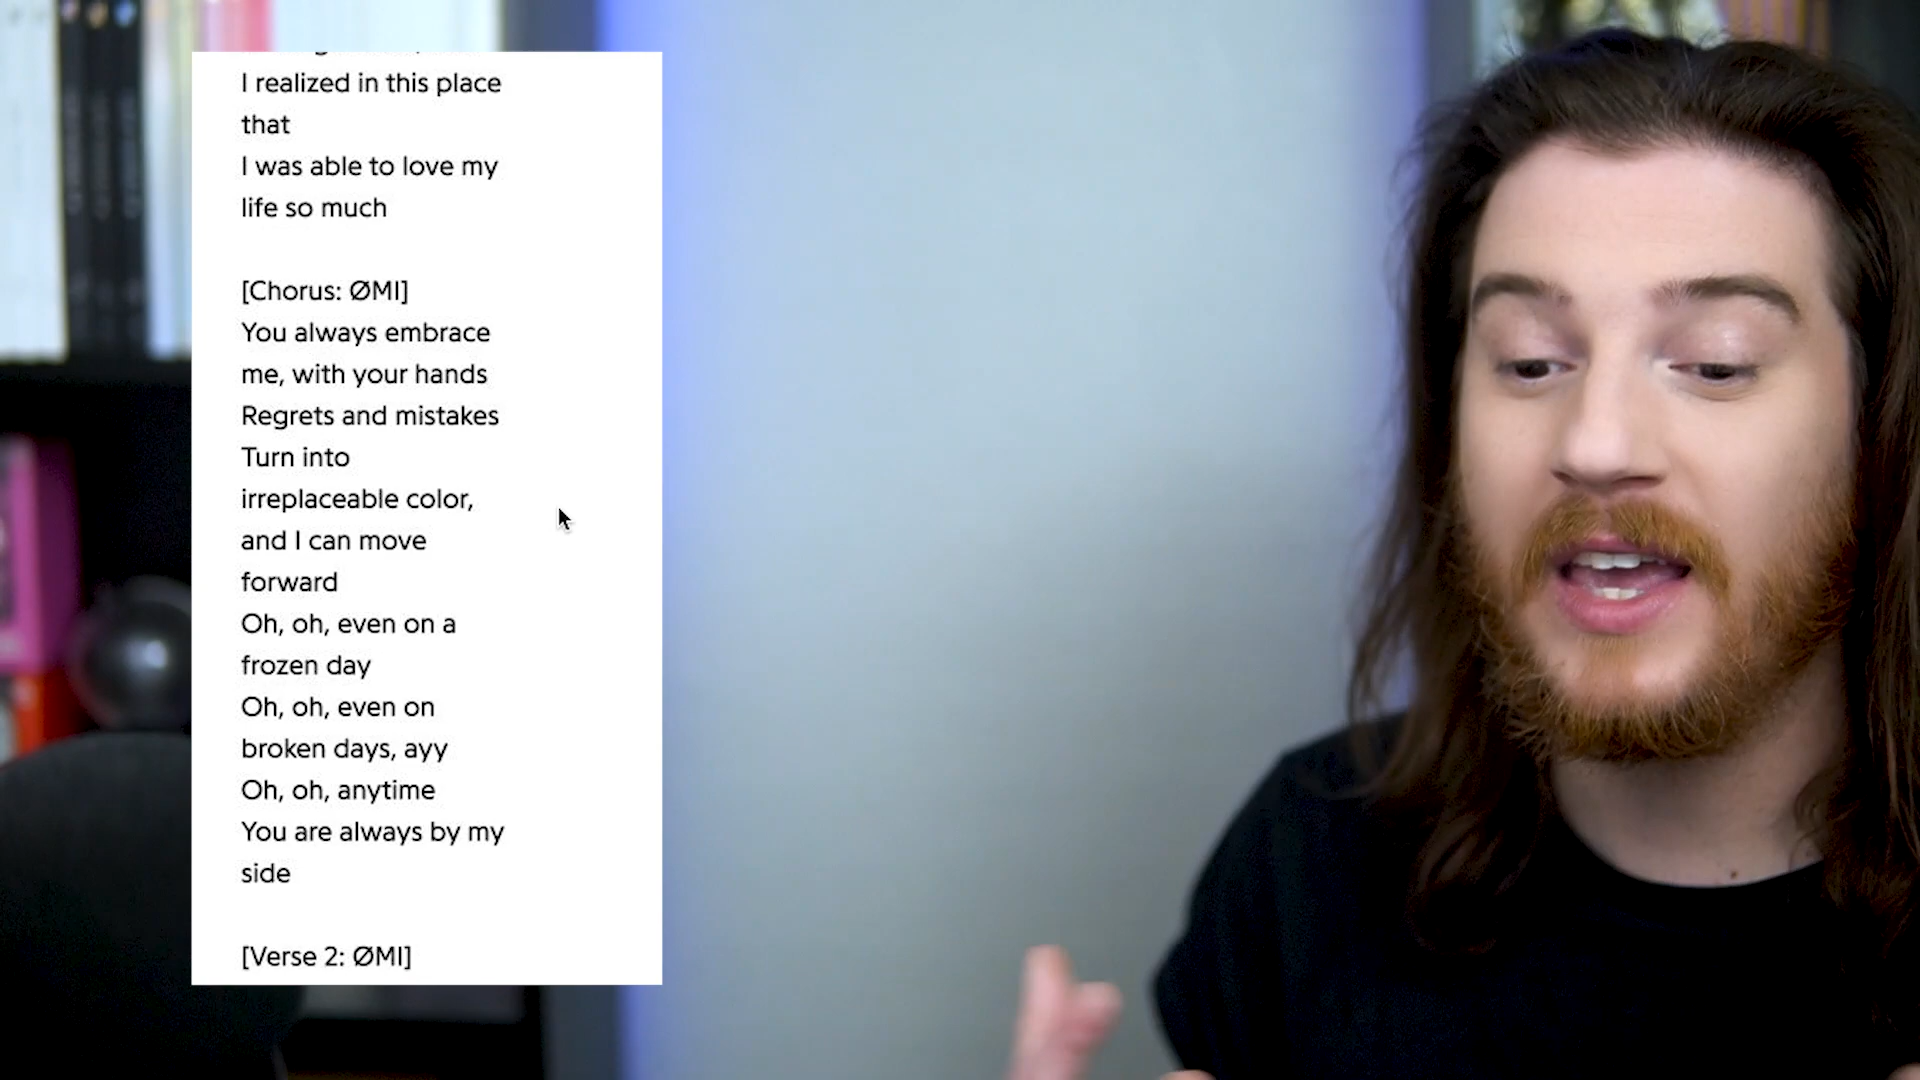 I realized in this place
that
I was able to love my
life so much
[Chorus: ØMI]
You always embrace
me, with your hands
Regrets and mistakes
Turn into
irreplaceable color,
and I can move
forward
Oh, oh, even on a
frozen day
Oh, oh, even on
broken days, ayy
Oh, oh, anytime
You are always by my
side
[Verse 2: ØMI]